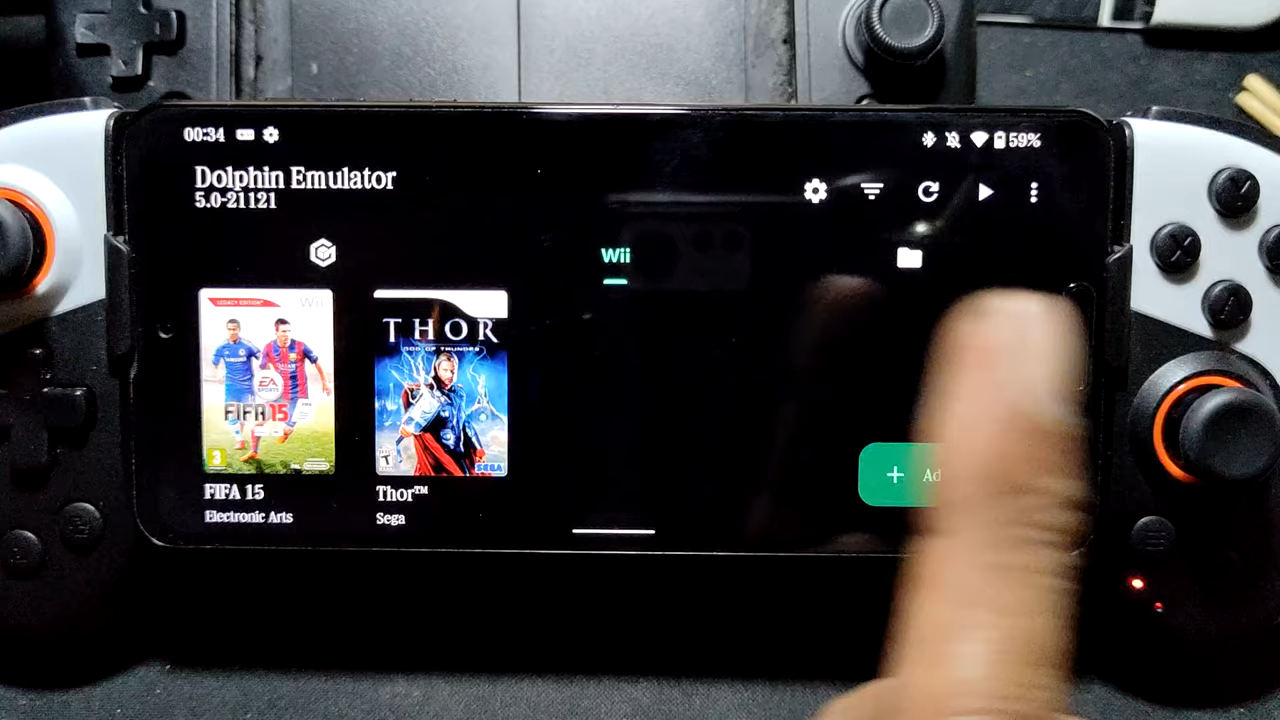 00:34
59%
Dolphin Emulator
5.0-21121
Wii
LEGACY EDITION
Wii
SAMSUNG
EA
SPORTS
FIFA 15
3
THOR
GOD OF THUNDER
T
SEGA
+ Ad
FIFA 15
Electronic Arts
Thor™
Sega
Y
X
A